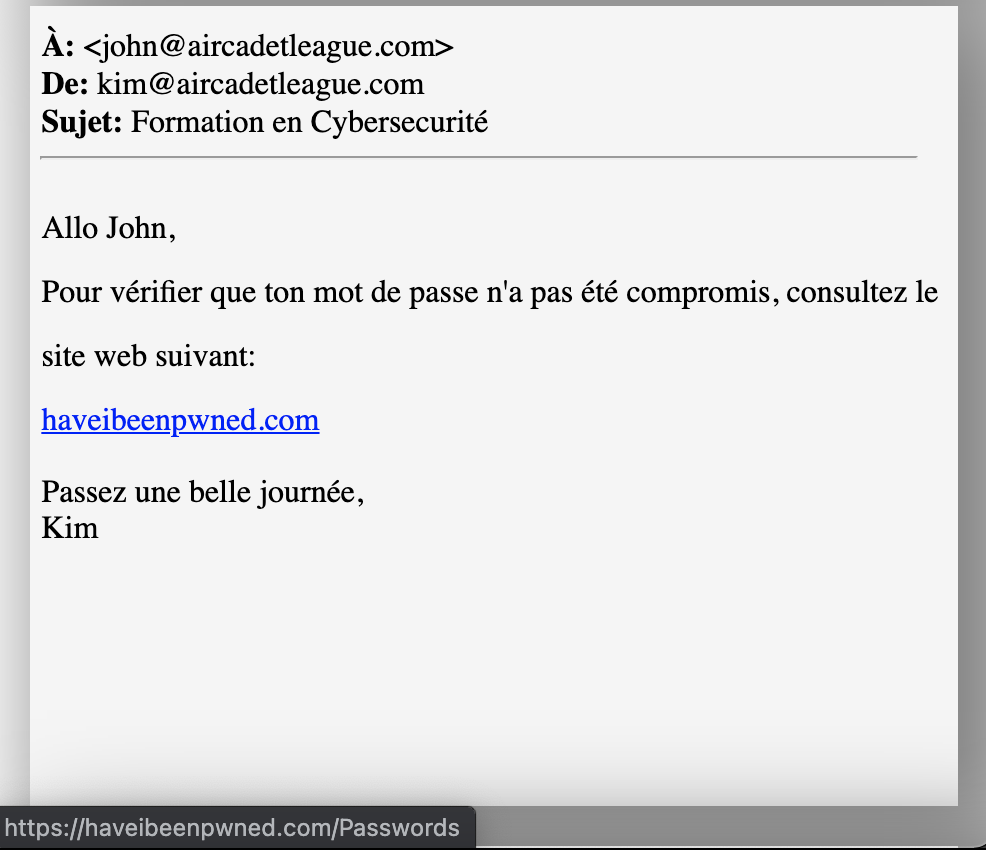 À: <john@aircadetleague.com>
De: kim@aircadetleague.com
Sujet: Formation en Cybersecurité
Allo John,
Pour vérifier que ton mot de passe n'a pas été compromis, consultez le
site web suivant:
haveibeenpwned.com
Passez une belle journée,
Kim
https://haveibeenpwned.com/Passwords